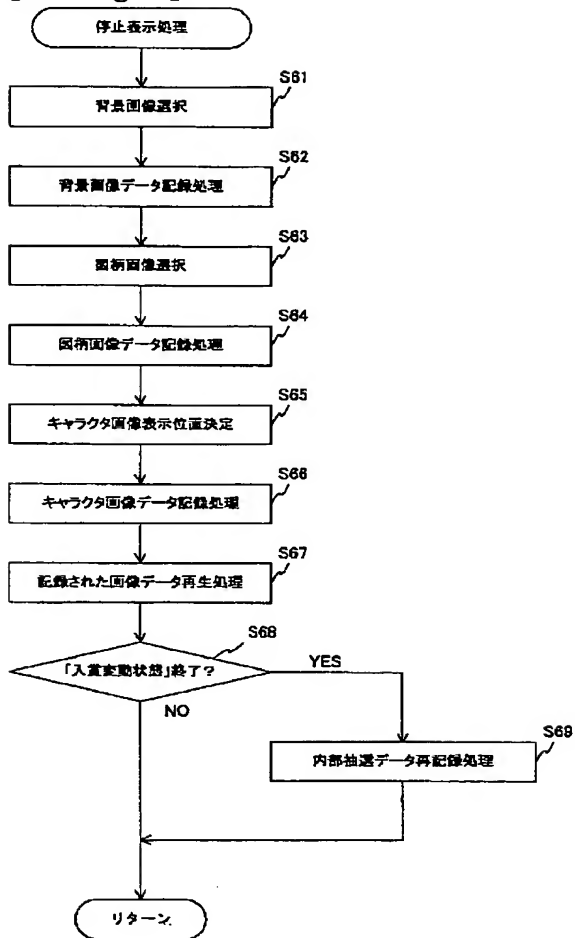 停止表示処理
S61
背景画像選択
S62
背景画像データ記録処理
S63
図柄画像選択
S64
図柄画像データ記録処理
S65
キャラクタ画像表示位置決定
S66
キャラクタ画像データ記録処理
S67
記録された画像データ再生処理
S68
「入賞変動状態」終了？
YES
NO
S69
内部抽選データ再記録処理
リターン